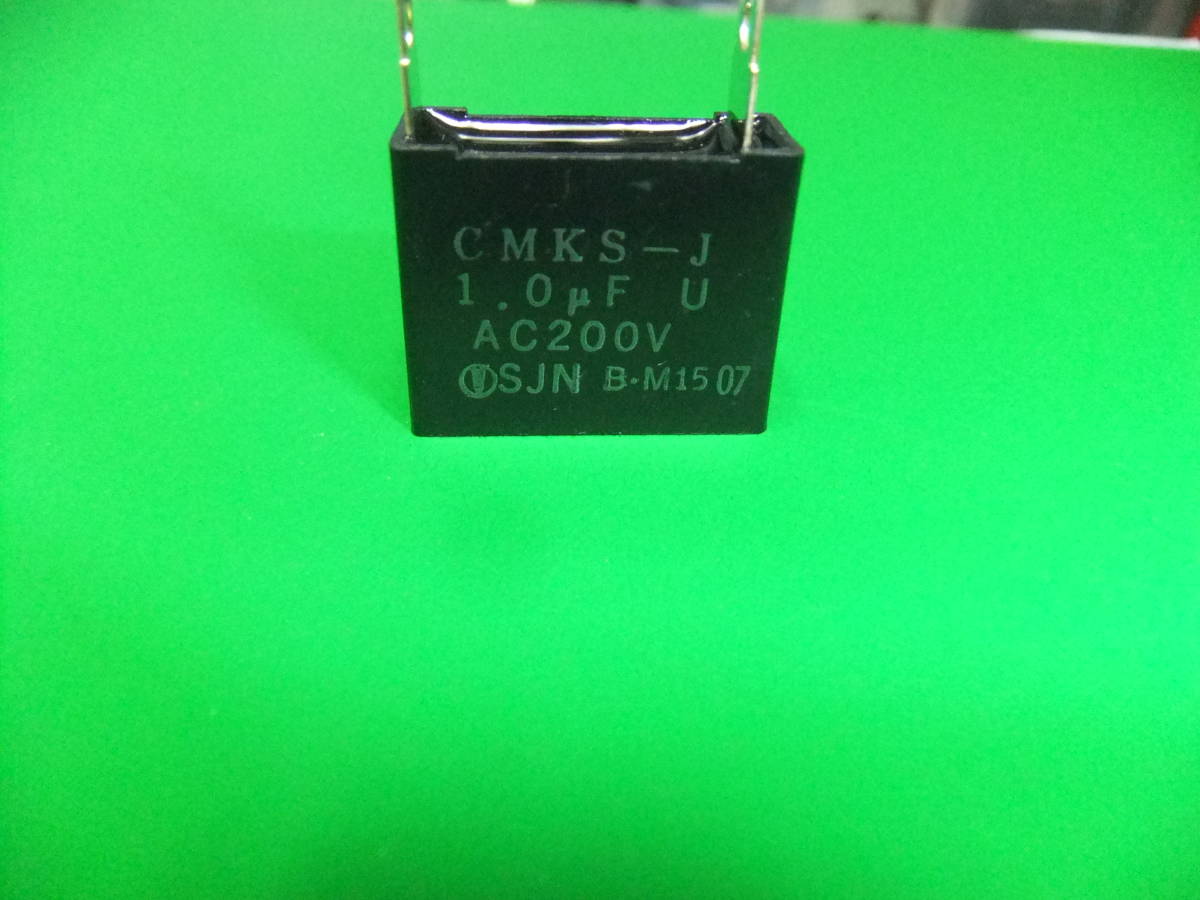 CMKS-J
1.0μF U
AC200V
SJN B·M15 07